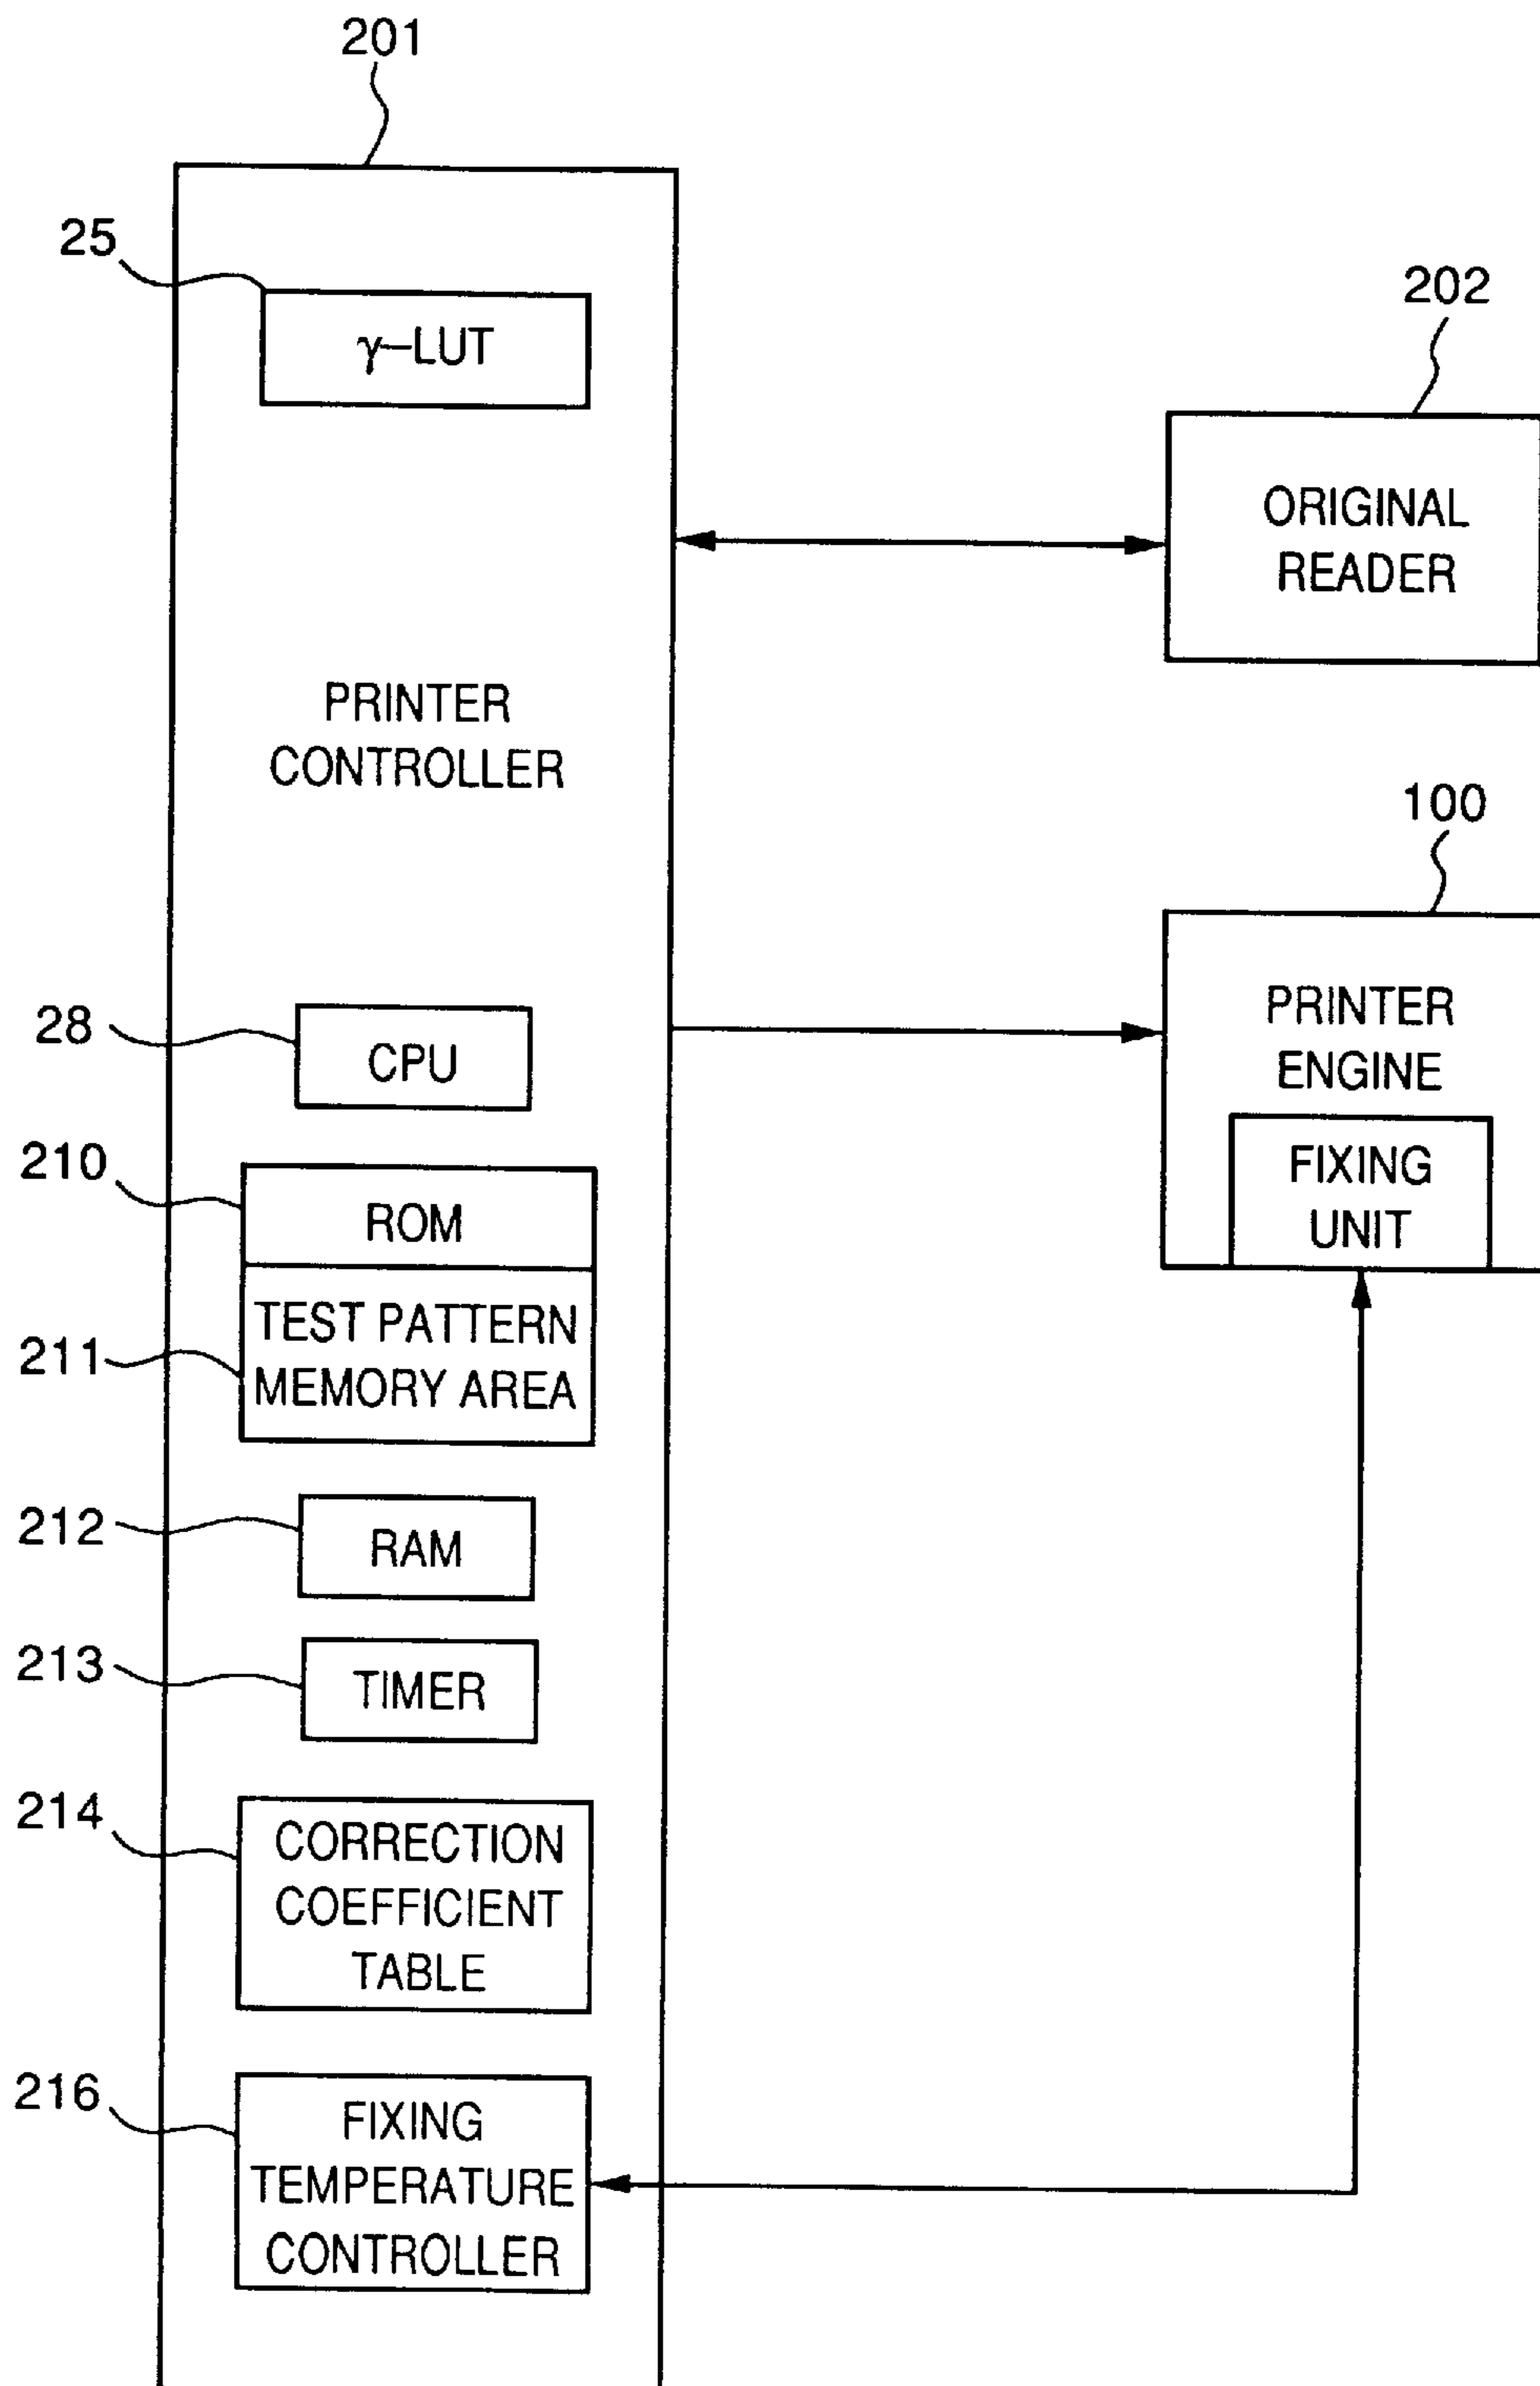 201
25
γ-LUT
202
ORIGINAL
READER
PRINTER
CONTROLLER
100
PRINTER
ENGINE
FIXING
UNIT
28
CPU
210
ROM
211
TEST PATTERN
MEMORY AREA
212
RAM
213
TIMER
214
CORRECTION
COEFFICIENT
TABLE
216
FIXING
TEMPERATURE
CONTROLLER